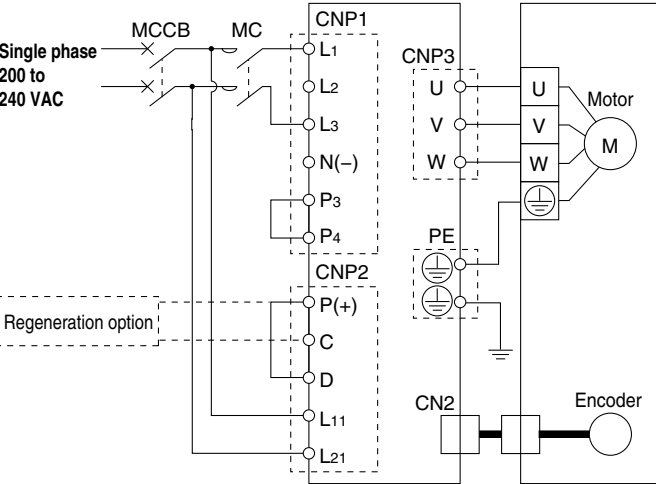 MCCB MC
Single phase
200 to
240 VAC
CNP1
L1
L2
L3
N(−)
P3
P4
CNP2
P(+)
C
D
L11
L21
Regeneration option
CNP3
U
V
W
PE
CN2
U
V
W
Motor
M
Encoder